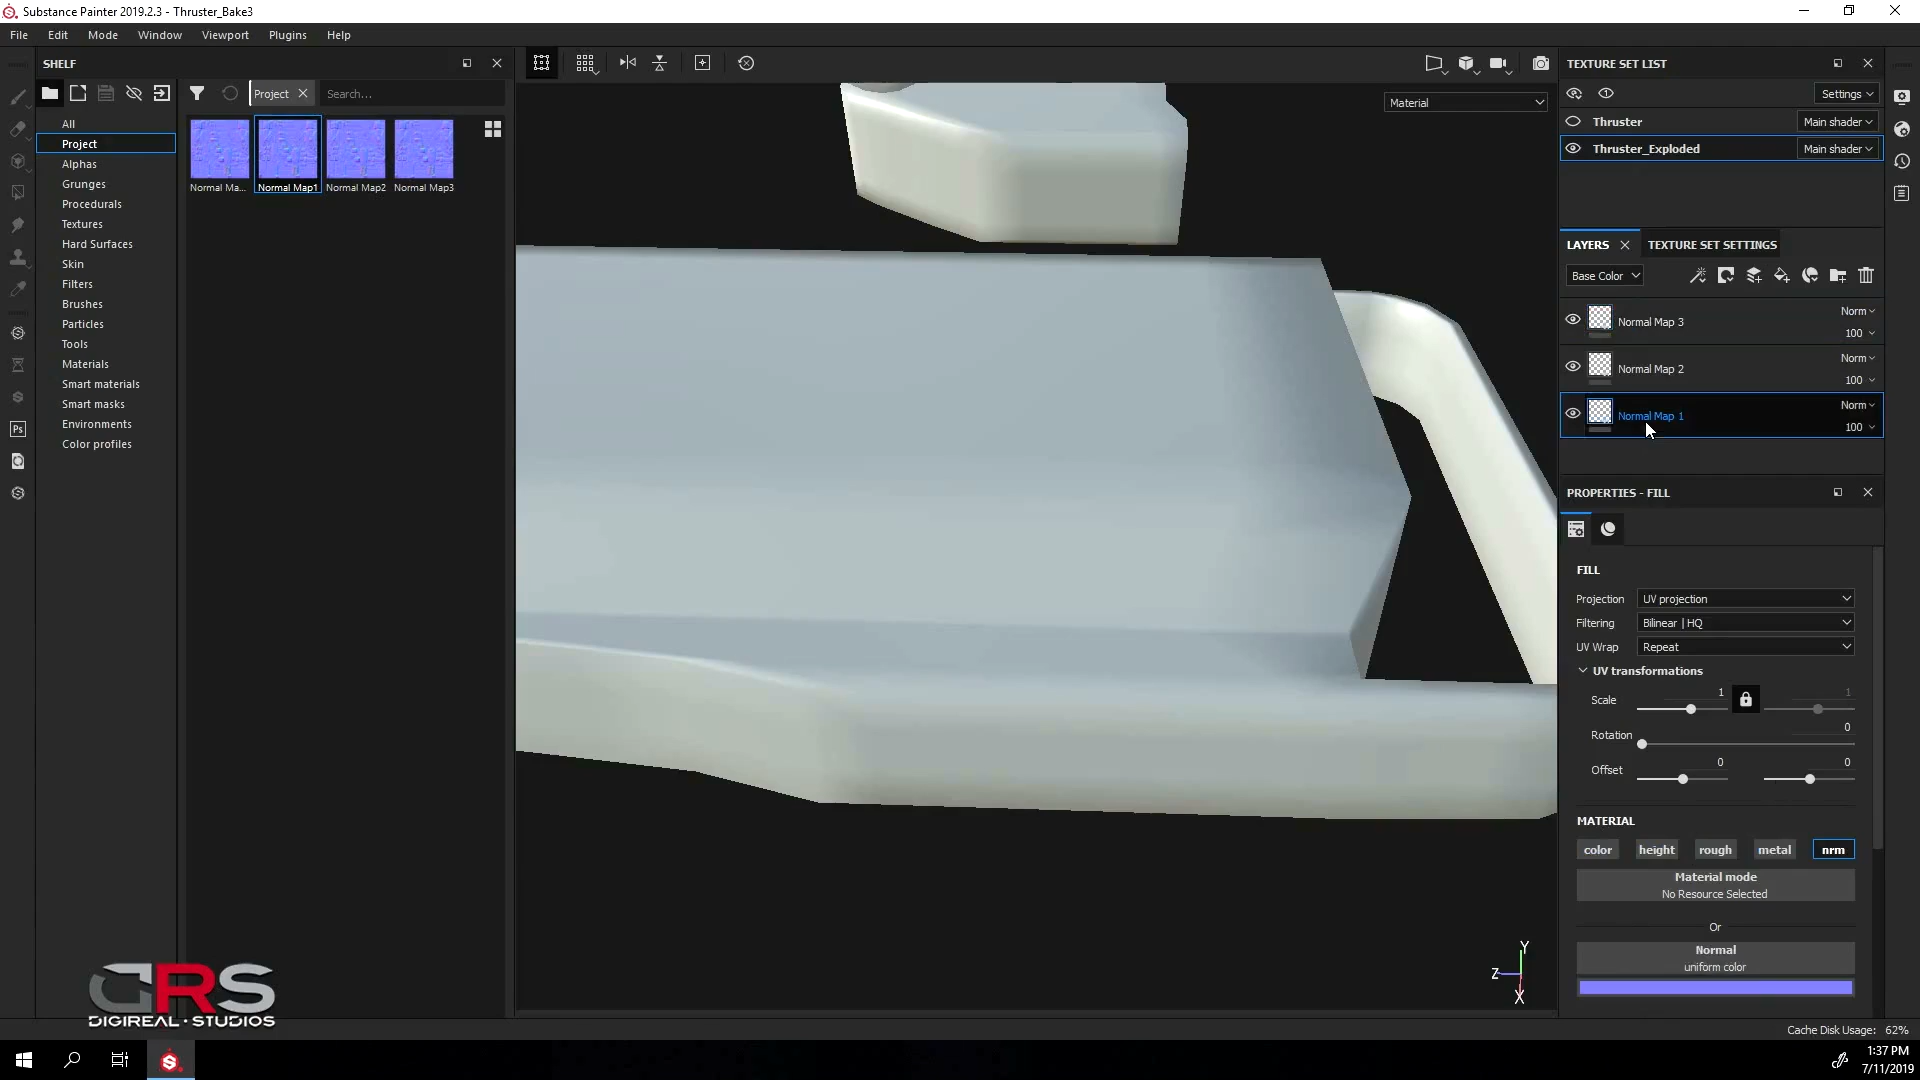 Substance Painter 2019.2.3 - Thruster_Bake3
File Edit Mode Window Viewport Plugins Help
SHELF
Project
Search...
All
Project
Alphas
Grunges
Procedurals
Textures
Hard Surfaces
Skin
Filters
Brushes
Particles
Tools
Materials
Smart materials
Smart masks
Environments
Color profiles
Normal Ma... Normal Map1 Normal Map2 Normal Map3
Material
Y
Z
X
TEXTURE SET LIST
Settings
Thruster Main shader
Thruster_Exploded Main shader
LAYERS TEXTURE SET SETTINGS
Base Color
Normal Map 3 Norm
100
Normal Map 2 Norm
100
Normal Map 1 Norm
100
PROPERTIES - FILL
FILL
Projection UV projection
Filtering Bilinear | HQ
UV Wrap Repeat
UV transformations
Scale 1 1
Rotation 0
Offset 0 0
MATERIAL
color height rough metal nrm
Material mode
No Resource Selected
Or
Normal
uniform color
Cache Disk Usage: 62%
Ps
DRS
DIGIREAL·STUDIOS
1:37 PM
7/11/2019